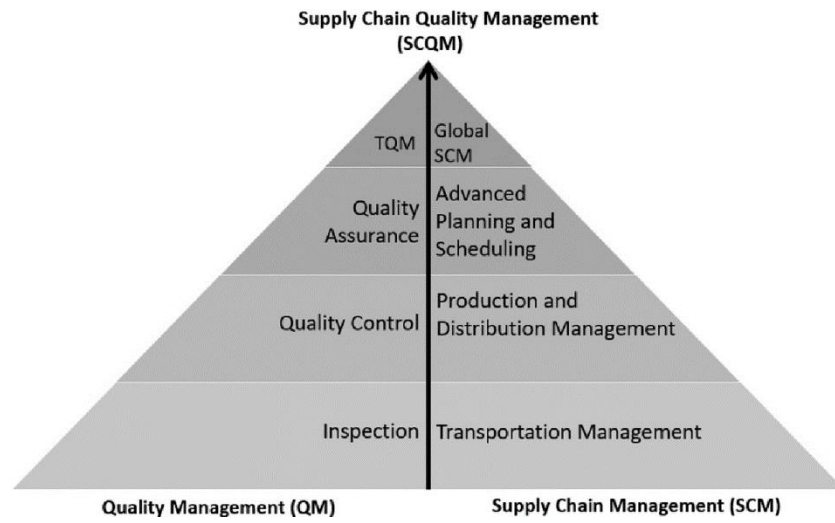 Supply Chain Quality Management
(SCQM)
TQM
Global
SCM
Quality
Assurance
Advanced
Planning and
Scheduling
Quality Control
Production and
Distribution Management
Inspection
Transportation Management
Quality Management (QM)
Supply Chain Management (SCM)